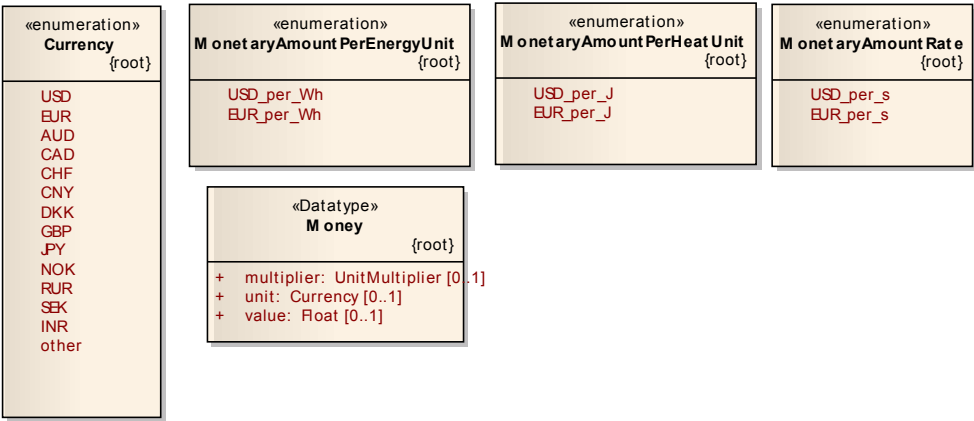 «enumeration»
Currency
{root}
USD
EUR
AUD
CAD
CHF
CNY
DKK
GBP
JPY
NOK
RUR
SEK
INR
other
«enumeration»
MonetaryAmountPerEnergyUnit
{root}
USD_per_Wh
EUR_per_Wh
«enumeration»
MonetaryAmountPerHeatUnit
{root}
USD_per_J
EUR_per_J
«enumeration»
MonetaryAmountRate
{root}
USD_per_s
EUR_per_s
«Datatype»
Money
{root}
+ multiplier: UnitMultiplier [0..1]
+ unit: Currency [0..1]
+ value: Float [0..1]